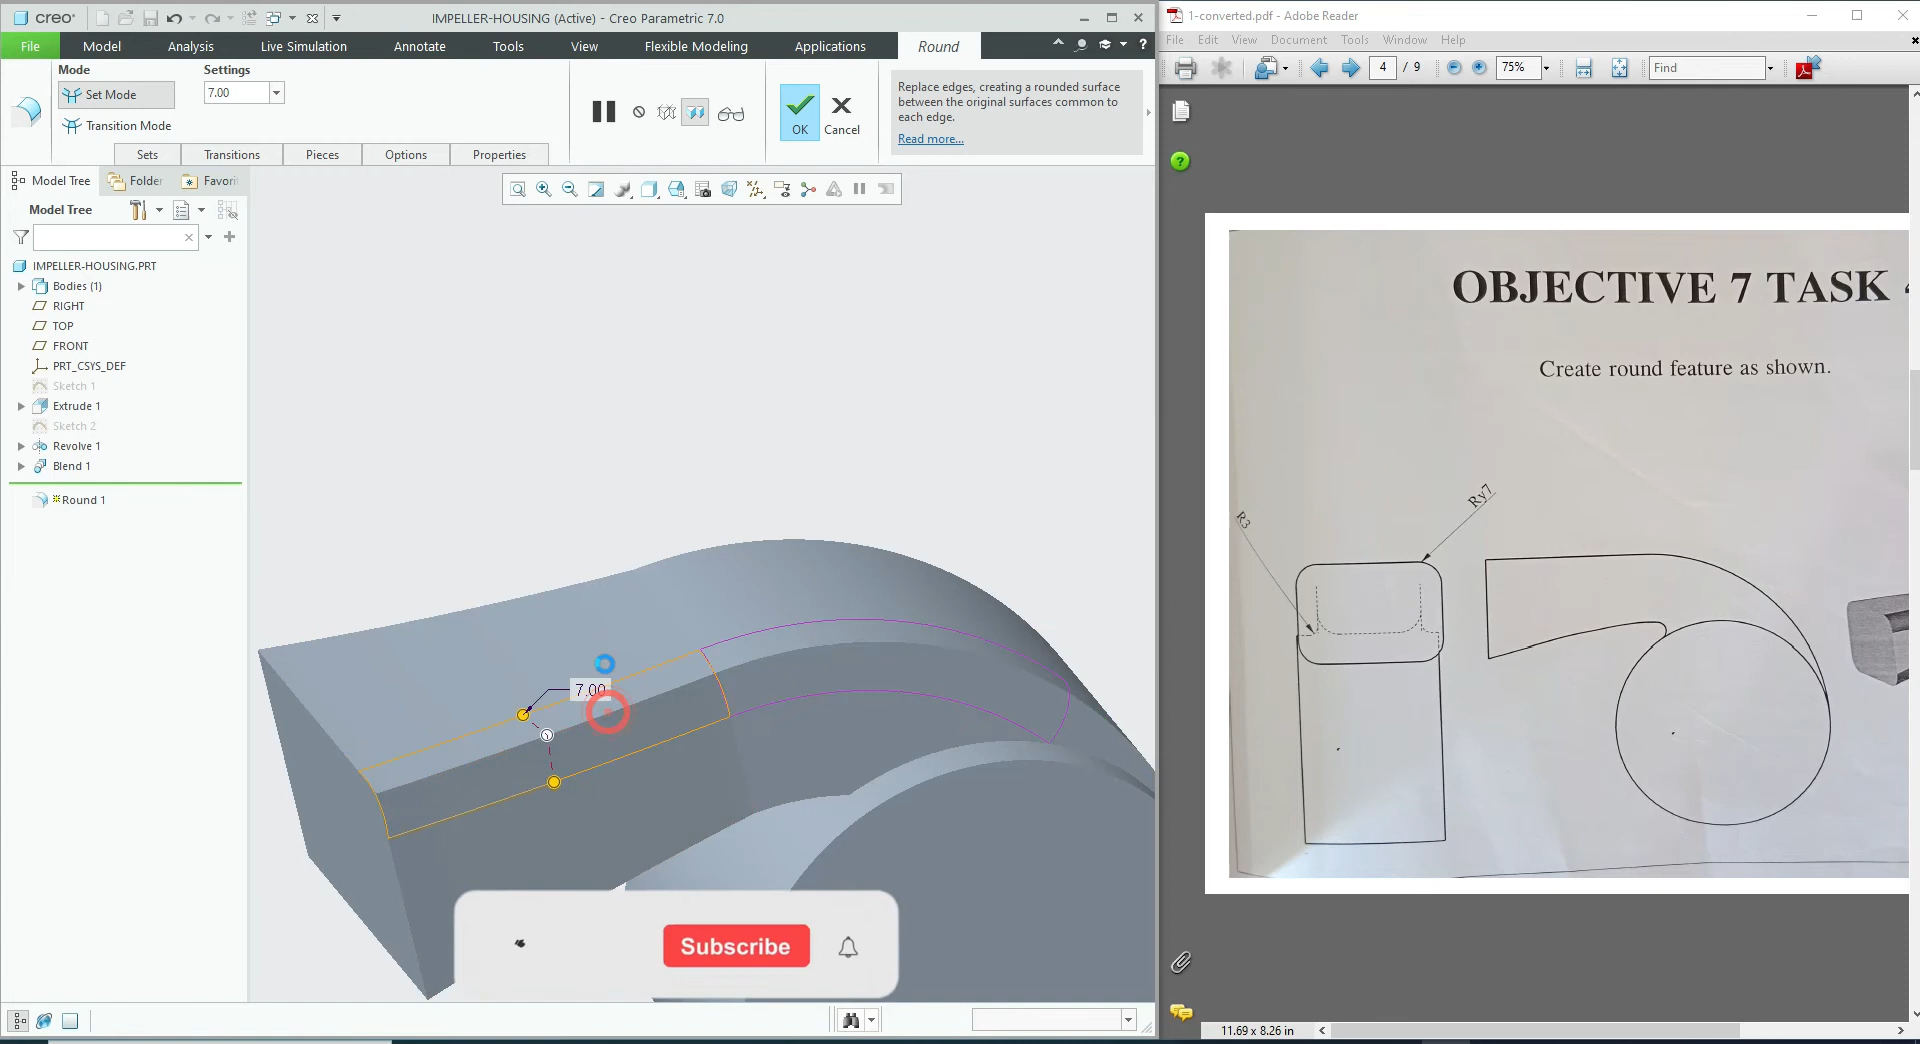 creo
IMPELLER-HOUSING (Active) - Creo Parametric 7.0
File Model Analysis Live Simulation Annotate Tools View Flexible Modeling Applications Round
Mode
Set Mode
Transition Mode
Settings
7.00
OK
Cancel
Replace edges, creating a rounded surface
between the original surfaces common to
each edge.
Read more...
Sets Transitions Pieces Options Properties
Model Tree Folder Favori
Model Tree
IMPELLER-HOUSING.PRT
Bodies (1)
RIGHT
TOP
FRONT
PRT_CSYS_DEF
Sketch 1
Extrude 1
Sketch 2
Revolve 1
Blend 1
Round 1
7.00
Subscribe
1-converted.pdf - Adobe Reader
File Edit View Document Tools Window Help
4 / 9 75% Find
OBJECTIVE 7 TASK
Create round feature as shown.
R3
Ry7
11.69 x 8.26 in